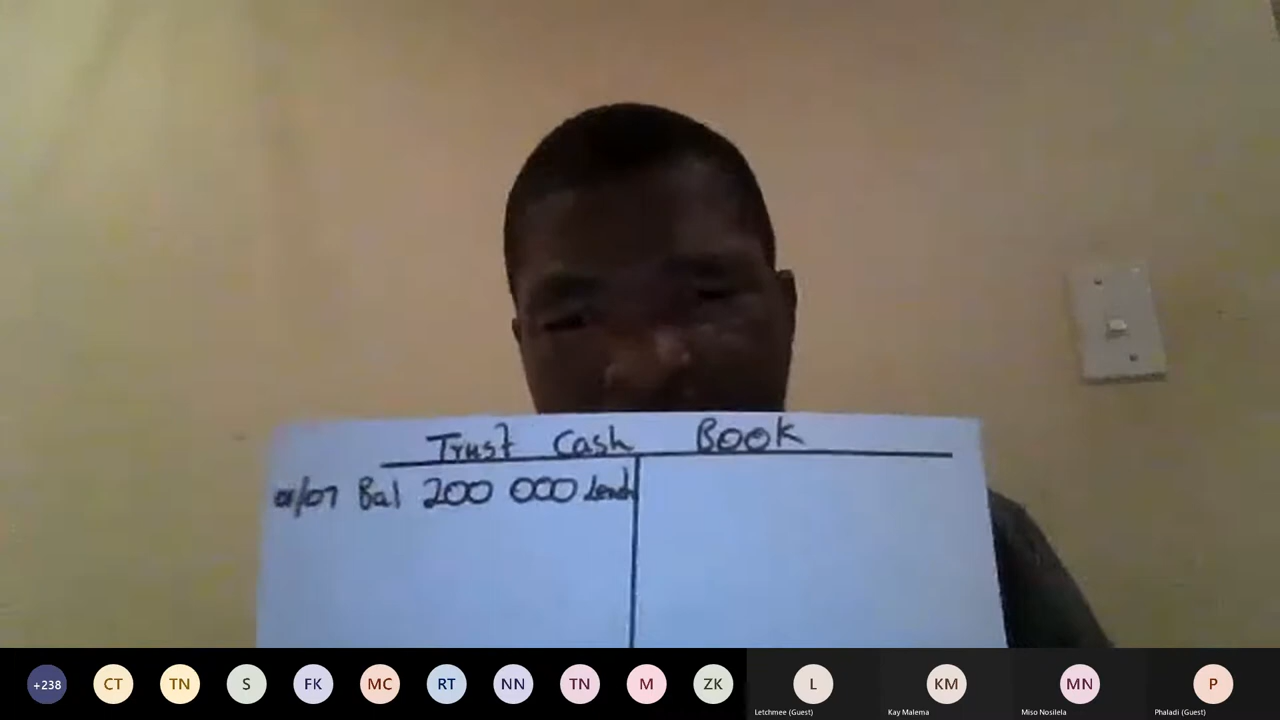 Trust Cash Book
01/07 Bal 200 000
+238 CT TN S FK MC RT NN TN M ZK L KM MN P
Letchmee (Guest) Kay Malema Miso Nosilela Phaladi (Guest)